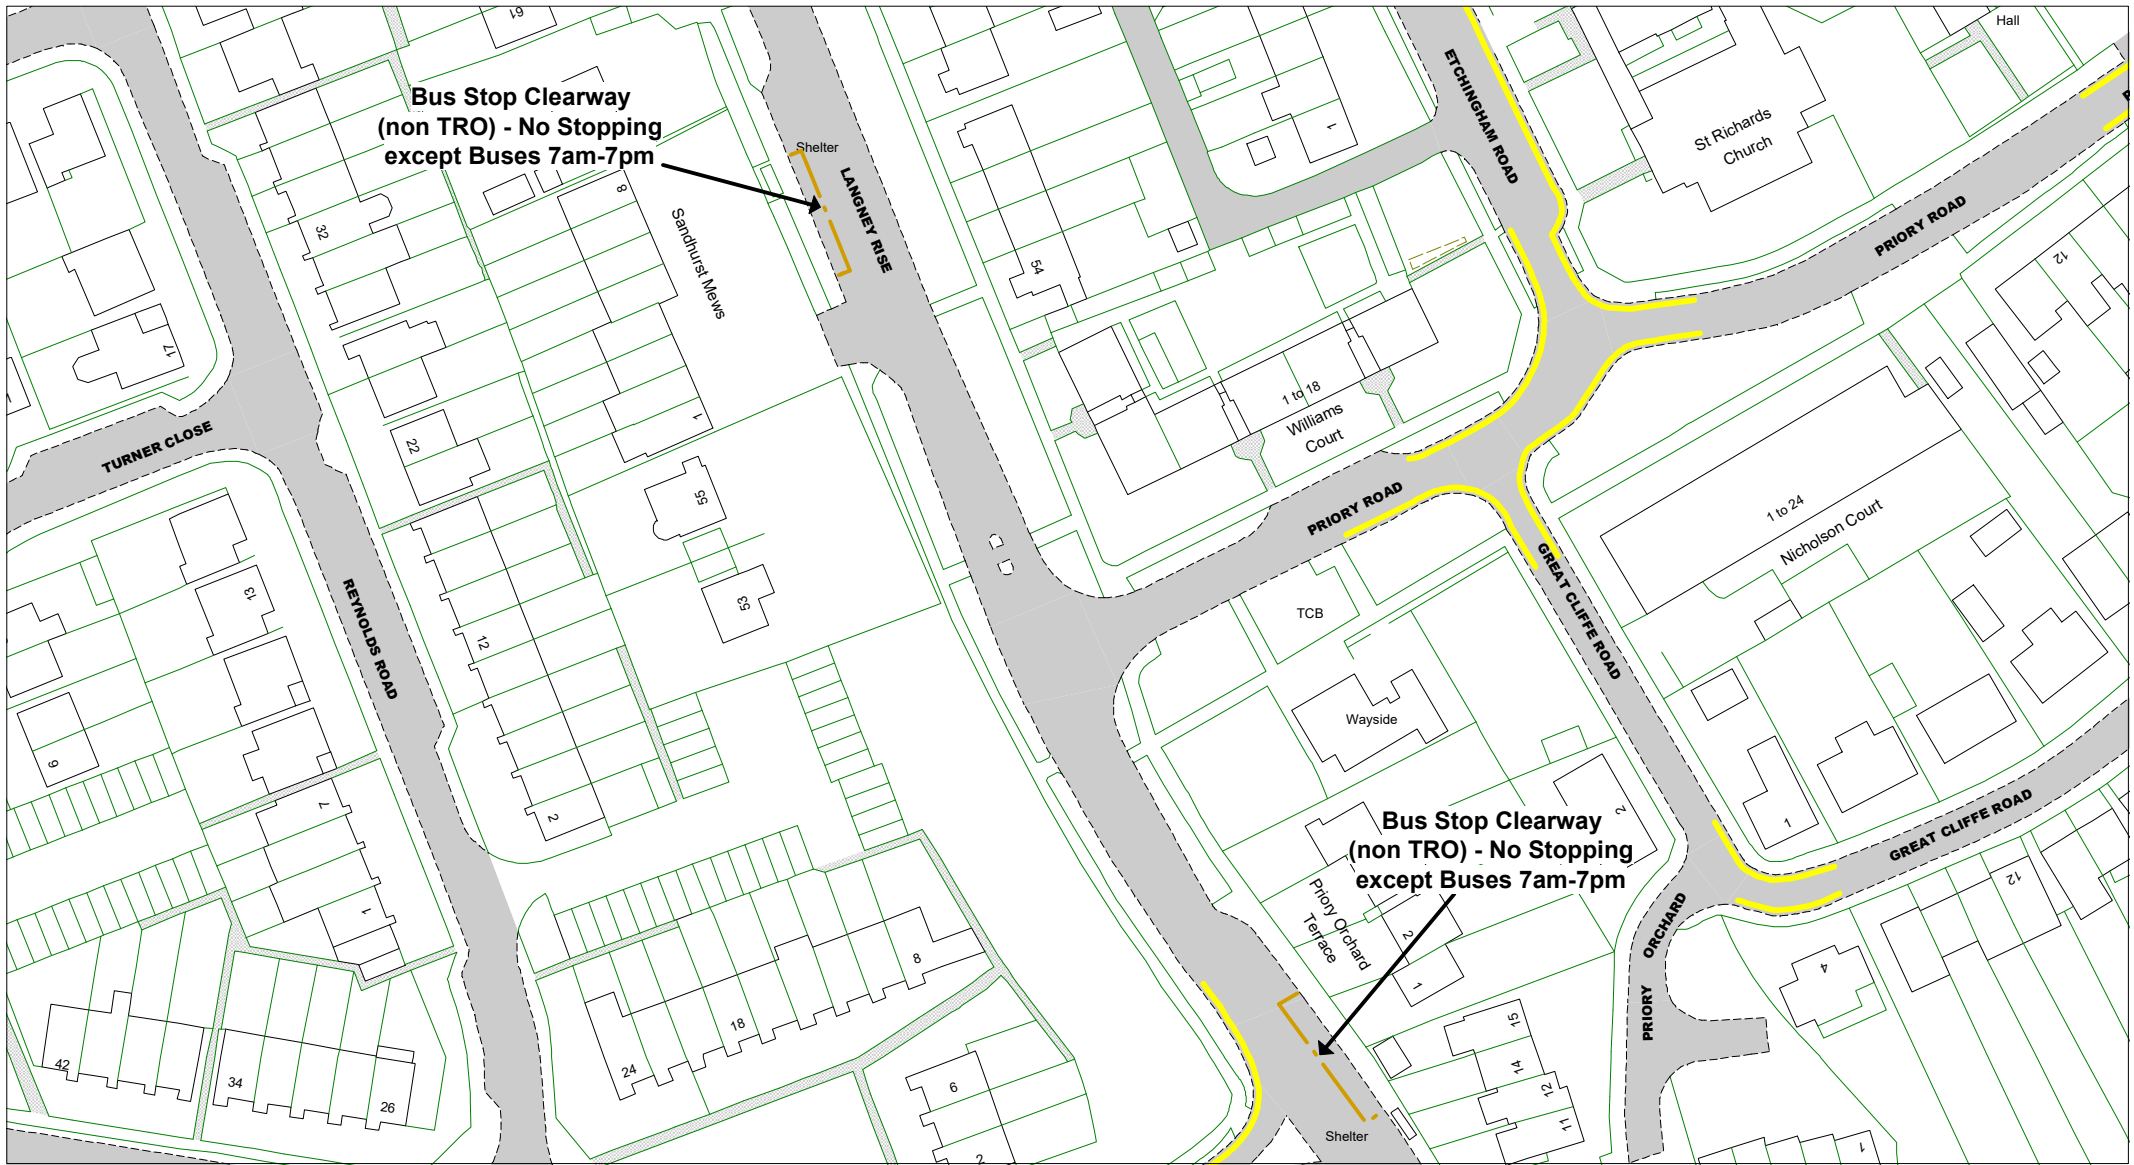 61
Hall
Bus Stop Clearway
(non TRO) - No Stopping
except Buses 7am-7pm
Shelter
LANGNEY RISE
ETCHINGHAM ROAD
1
St Richards
Church
PRIORY ROAD
8
32
Sandhurst Mews
54
12
17
1 to 18
Williams
Court
1
22
TURNER CLOSE
55
PRIORY ROAD
1 to 24
Nicholson Court
GREAT CLIFFE ROAD
13
53
TCB
REYNOLDS ROAD
12
Wayside
9
7
2
2
1
Bus Stop Clearway
(non TRO) - No Stopping
except Buses 7am-7pm
GREAT CLIFFE ROAD
12
Priory Orchard
Terrace
2
1
1
PRIORY ORCHARD
8
4
18
24
15
14
12
11
42
34
26
6
2
Shelter
1